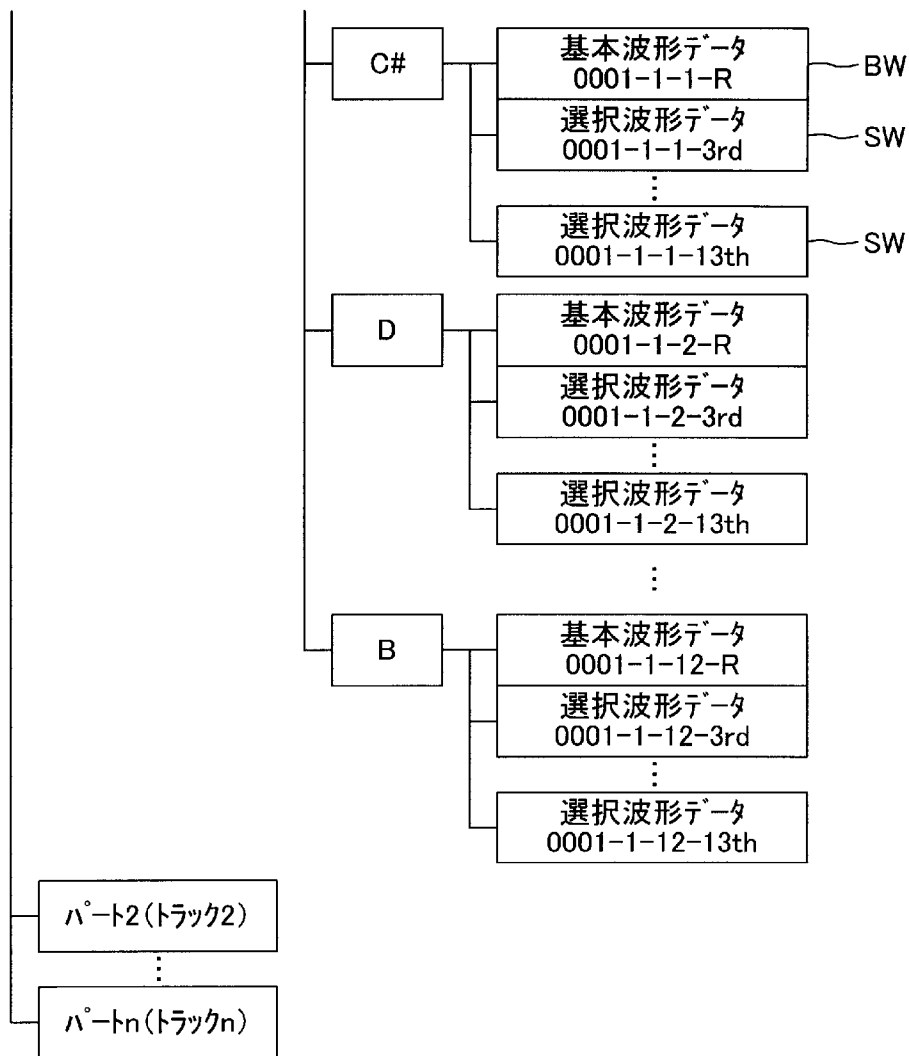 C#
基本波形データ
0001-1-1-R
BW
選択波形データ
0001-1-1-3rd
SW
選択波形データ
0001-1-1-13th
SW
D
基本波形データ
0001-1-2-R
選択波形データ
0001-1-2-3rd
選択波形データ
0001-1-2-13th
B
基本波形データ
0001-1-12-R
選択波形データ
0001-1-12-3rd
選択波形データ
0001-1-12-13th
パート2(トラック2)
パートn(トラックn)